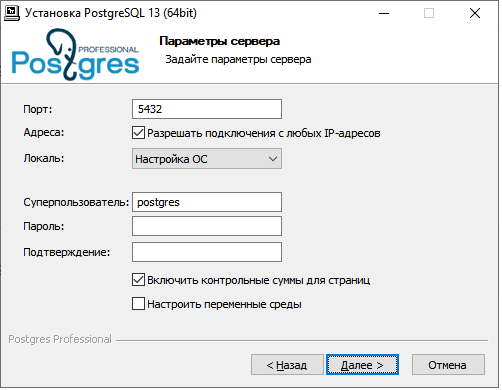 Установка PostgreSQL 13 (64bit)
PROFESSIONAL
Postgres
Параметры сервера
Задайте параметры сервера
Порт: 5432
Адреса: Разрешать подключения с любых IP-адресов
Локаль: Настройка ОС
Суперпользователь: postgres
Пароль:
Подтверждение:
Включить контрольные суммы для страниц
Настроить переменные среды
Postgres Professional
< Назад Далее > Отмена